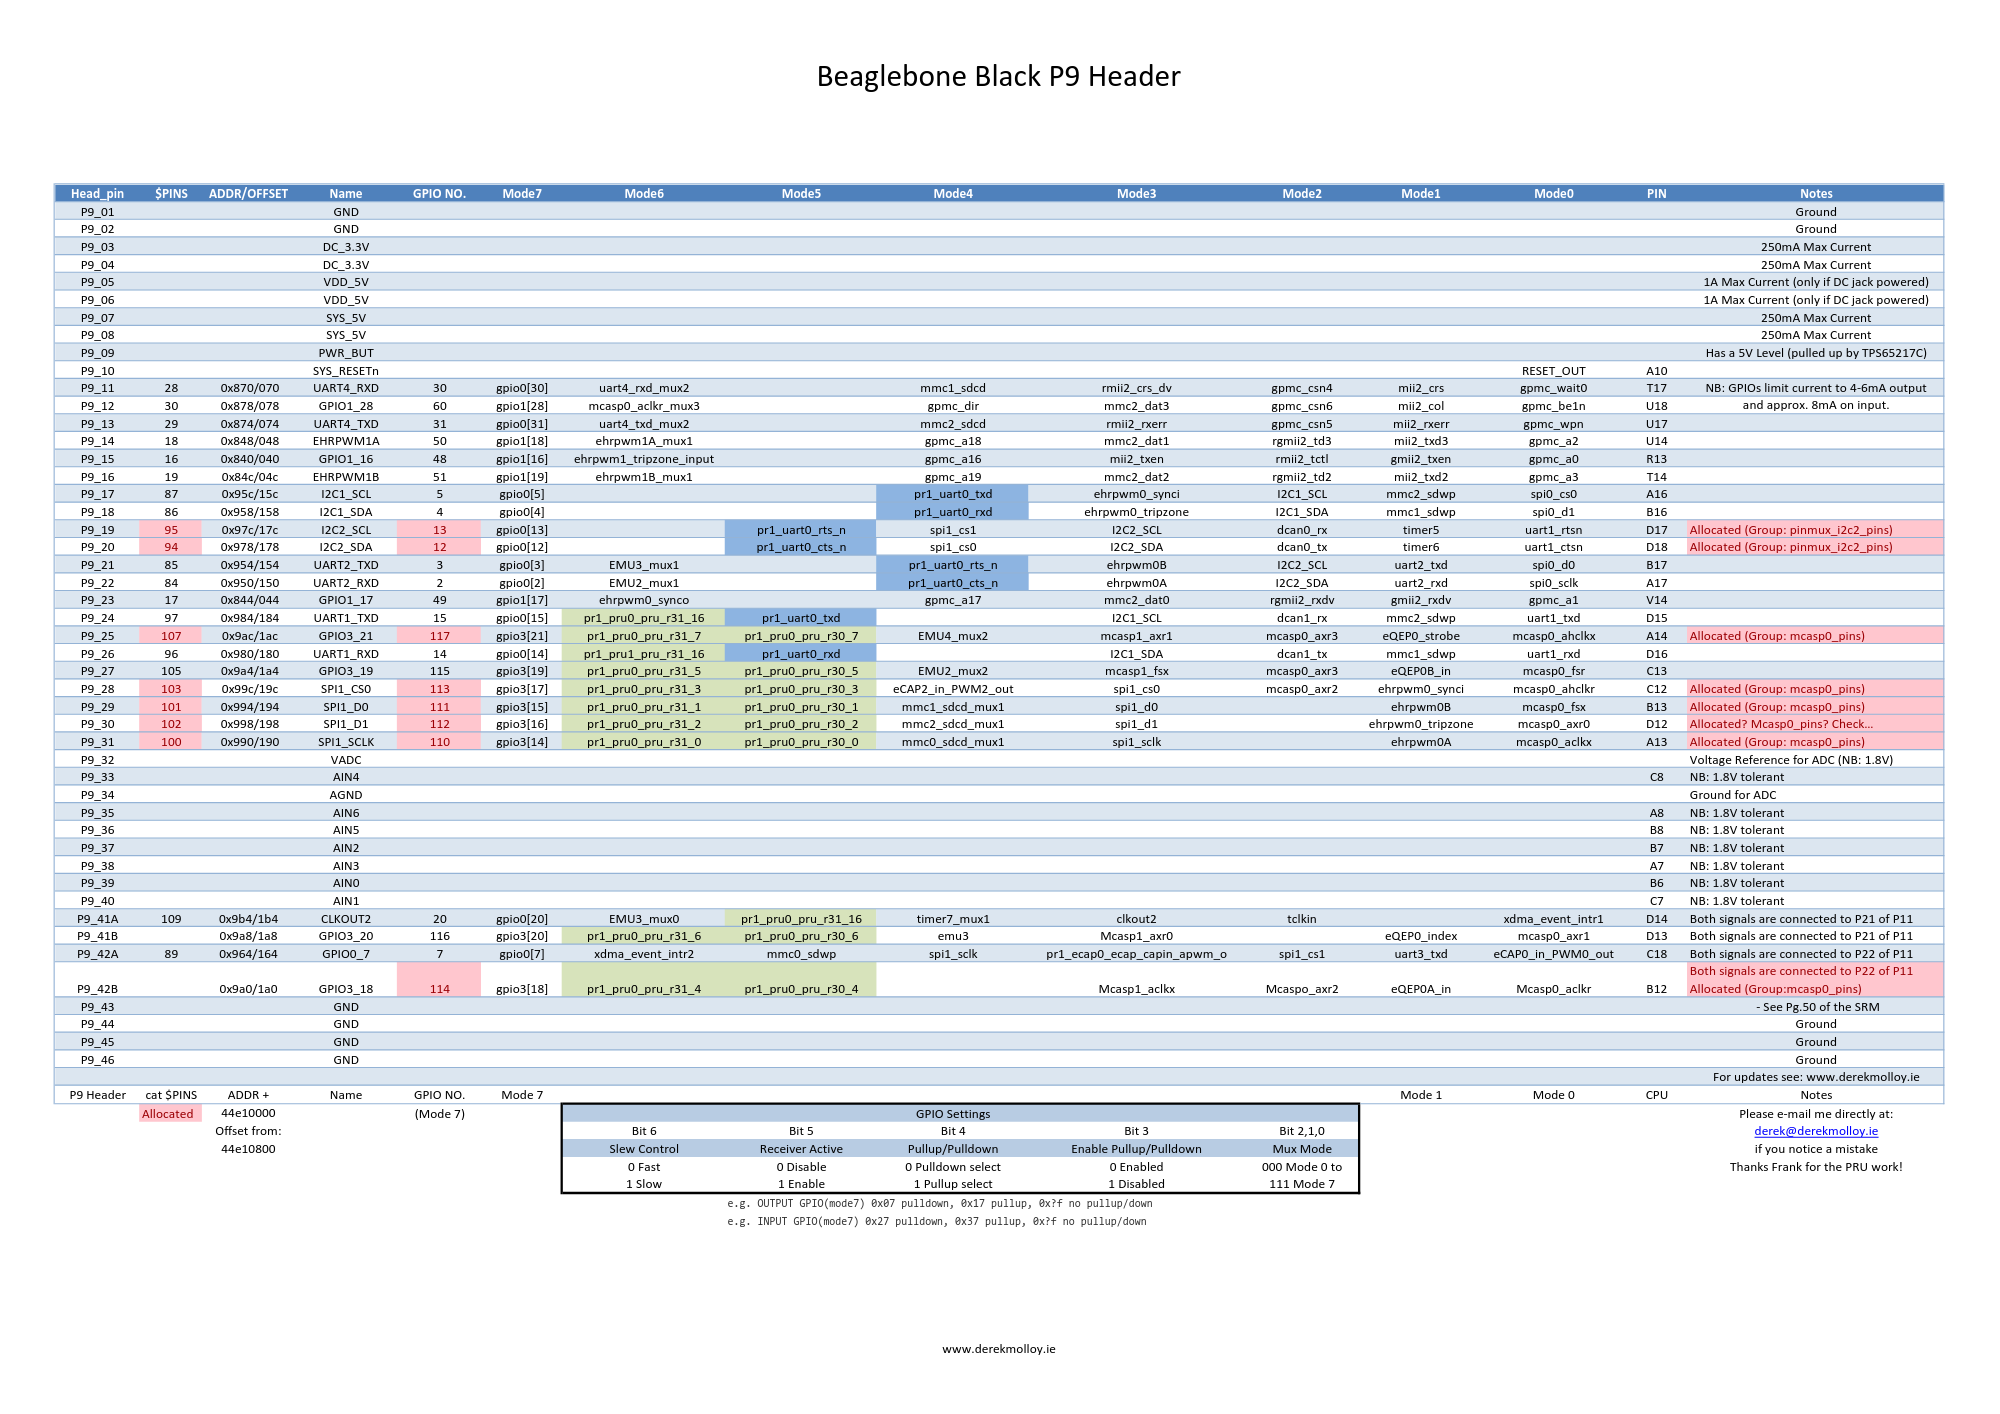 Beaglebone Black P9 Header
Head_pin $PINS ADDR/OFFSET Name GPIO NO. Mode7 Mode6 Mode5 Mode4 Mode3 Mode2 Mode1 Mode0 PIN Notes
P9_01 GND Ground
P9_02 GND Ground
P9_03 DC_3.3V 250mA Max Current
P9_04 DC_3.3V 250mA Max Current
P9_05 VDD_5V 1A Max Current (only if DC jack powered)
P9_06 VDD_5V 1A Max Current (only if DC jack powered)
P9_07 SYS_5V 250mA Max Current
P9_08 SYS_5V 250mA Max Current
P9_09 PWR_BUT Has a 5V Level (pulled up by TPS65217C)
P9_10 SYS_RESETn RESET_OUT A10
P9_11 28 0x870/070 UART4_RXD 30 gpio0[30] uart4_rxd_mux2 mmc1_sdcd rmii2_crs_dv gpmc_csn4 mii2_crs gpmc_wait0 T17 NB: GPIOs limit current to 4-6mA output
P9_12 30 0x878/078 GPIO1_28 60 gpio1[28] mcasp0_aclkr_mux3 gpmc_dir mmc2_dat3 gpmc_csn6 mii2_col gpmc_be1n U18 and approx. 8mA on input.
P9_13 29 0x874/074 UART4_TXD 31 gpio0[31] uart4_txd_mux2 mmc2_sdcd rmii2_rxerr gpmc_csn5 mii2_rxerr gpmc_wpn U17
P9_14 18 0x848/048 EHRPWM1A 50 gpio1[18] ehrpwm1A_mux1 gpmc_a18 mmc2_dat1 rgmii2_td3 mii2_txd3 gpmc_a2 U14
P9_15 16 0x840/040 GPIO1_16 48 gpio1[16] ehrpwm1_tripzone_input gpmc_a16 mii2_txen rmii2_tctl gmii2_txen gpmc_a0 R13
P9_16 19 0x84c/04c EHRPWM1B 51 gpio1[19] ehrpwm1B_mux1 gpmc_a19 mmc2_dat2 rgmii2_td2 mii2_txd2 gpmc_a3 T14
P9_17 87 0x95c/15c I2C1_SCL 5 gpio0[5] pr1_uart0_txd ehrpwm0_synci I2C1_SCL mmc2_sdwp spi0_cs0 A16
P9_18 86 0x958/158 I2C1_SDA 4 gpio0[4] pr1_uart0_rxd ehrpwm0_tripzone I2C1_SDA mmc1_sdwp spi0_d1 B16
P9_19 95 0x97c/17c I2C2_SCL 13 gpio0[13] pr1_uart0_rts_n spi1_cs1 I2C2_SCL dcan0_rx timer5 uart1_rtsn D17 Allocated (Group: pinmux_i2c2_pins)
P9_20 94 0x978/178 I2C2_SDA 12 gpio0[12] pr1_uart0_cts_n spi1_cs0 I2C2_SDA dcan0_tx timer6 uart1_ctsn D18 Allocated (Group: pinmux_i2c2_pins)
P9_21 85 0x954/154 UART2_TXD 3 gpio0[3] EMU3_mux1 pr1_uart0_rts_n ehrpwm0B I2C2_SCL uart2_txd spi0_d0 B17
P9_22 84 0x950/150 UART2_RXD 2 gpio0[2] EMU2_mux1 pr1_uart0_cts_n ehrpwm0A I2C2_SDA uart2_rxd spi0_sclk A17
P9_23 17 0x844/044 GPIO1_17 49 gpio1[17] ehrpwm0_synco gpmc_a17 mmc2_dat0 rgmii2_rxdv gmii2_rxdv gpmc_a1 V14
P9_24 97 0x984/184 UART1_TXD 15 gpio0[15] pr1_pru0_pru_r31_16 pr1_uart0_txd I2C1_SCL dcan1_rx mmc2_sdwp uart1_txd D15
P9_25 107 0x9ac/1ac GPIO3_21 117 gpio3[21] pr1_pru0_pru_r31_7 pr1_pru0_pru_r30_7 EMU4_mux2 mcasp1_axr1 mcasp0_axr3 eQEP0_strobe mcasp0_ahclkx A14 Allocated (Group: mcasp0_pins)
P9_26 96 0x980/180 UART1_RXD 14 gpio0[14] pr1_pru1_pru_r31_16 pr1_uart0_rxd I2C1_SDA dcan1_tx mmc1_sdwp uart1_rxd D16
P9_27 105 0x9a4/1a4 GPIO3_19 115 gpio3[19] pr1_pru0_pru_r31_5 pr1_pru0_pru_r30_5 EMU2_mux2 mcasp1_fsx mcasp0_axr3 eQEP0B_in mcasp0_fsr C13
P9_28 103 0x99c/19c SPI1_CS0 113 gpio3[17] pr1_pru0_pru_r31_3 pr1_pru0_pru_r30_3 eCAP2_in_PWM2_out spi1_cs0 mcasp0_axr2 ehrpwm0_synci mcasp0_ahclkr C12 Allocated (Group: mcasp0_pins)
P9_29 101 0x994/194 SPI1_D0 111 gpio3[15] pr1_pru0_pru_r31_1 pr1_pru0_pru_r30_1 mmc1_sdcd_mux1 spi1_d0 ehrpwm0B mcasp0_fsx B13 Allocated (Group: mcasp0_pins)
P9_30 102 0x998/198 SPI1_D1 112 gpio3[16] pr1_pru0_pru_r31_2 pr1_pru0_pru_r30_2 mmc2_sdcd_mux1 spi1_d1 ehrpwm0_tripzone mcasp0_axr0 D12 Allocated? Mcasp0_pins? Check...
P9_31 100 0x990/190 SPI1_SCLK 110 gpio3[14] pr1_pru0_pru_r31_0 pr1_pru0_pru_r30_0 mmc0_sdcd_mux1 spi1_sclk ehrpwm0A mcasp0_aclkx A13 Allocated (Group: mcasp0_pins)
P9_32 VADC Voltage Reference for ADC (NB: 1.8V)
P9_33 AIN4 C8 NB: 1.8V tolerant
P9_34 AGND Ground for ADC
P9_35 AIN6 A8 NB: 1.8V tolerant
P9_36 AIN5 B8 NB: 1.8V tolerant
P9_37 AIN2 B7 NB: 1.8V tolerant
P9_38 AIN3 A7 NB: 1.8V tolerant
P9_39 AIN0 B6 NB: 1.8V tolerant
P9_40 AIN1 C7 NB: 1.8V tolerant
P9_41A 109 0x9b4/1b4 CLKOUT2 20 gpio0[20] EMU3_mux0 pr1_pru0_pru_r31_16 timer7_mux1 clkout2 tclkin xdma_event_intr1 D14 Both signals are connected to P21 of P11
P9_41B 0x9a8/1a8 GPIO3_20 116 gpio3[20] pr1_pru0_pru_r31_6 pr1_pru0_pru_r30_6 emu3 Mcasp1_axr0 eQEP0_index mcasp0_axr1 D13 Both signals are connected to P21 of P11
P9_42A 89 0x964/164 GPIO0_7 7 gpio0[7] xdma_event_intr2 mmc0_sdwp spi1_sclk pr1_ecap0_ecap_capin_apwm_o spi1_cs1 uart3_txd eCAP0_in_PWM0_out C18 Both signals are connected to P22 of P11
Both signals are connected to P22 of P11
P9_42B 0x9a0/1a0 GPIO3_18 114 gpio3[18] pr1_pru0_pru_r31_4 pr1_pru0_pru_r30_4 Mcasp1_aclkx Mcaspo_axr2 eQEP0A_in Mcasp0_aclkr B12 Allocated (Group:mcasp0_pins)
P9_43 GND - See Pg.50 of the SRM
P9_44 GND Ground
P9_45 GND Ground
P9_46 GND Ground
For updates see: www.derekmolloy.ie
P9 Header cat $PINS ADDR + Name GPIO NO. Mode 7 Mode 1 Mode 0 CPU Notes
Allocated 44e10000 (Mode 7) GPIO Settings Please e-mail me directly at:
Offset from: Bit 6 Bit 5 Bit 4 Bit 3 Bit 2,1,0 derek@derekmolloy.ie
44e10800 Slew Control Receiver Active Pullup/Pulldown Enable Pullup/Pulldown Mux Mode if you notice a mistake
0 Fast 0 Disable 0 Pulldown select 0 Enabled 000 Mode 0 to Thanks Frank for the PRU work!
1 Slow 1 Enable 1 Pullup select 1 Disabled 111 Mode 7
e.g. OUTPUT GPIO(mode7) 0x07 pulldown, 0x17 pullup, 0x?f no pullup/down
e.g. INPUT GPIO(mode7) 0x27 pulldown, 0x37 pullup, 0x?f no pullup/down
www.derekmolloy.ie